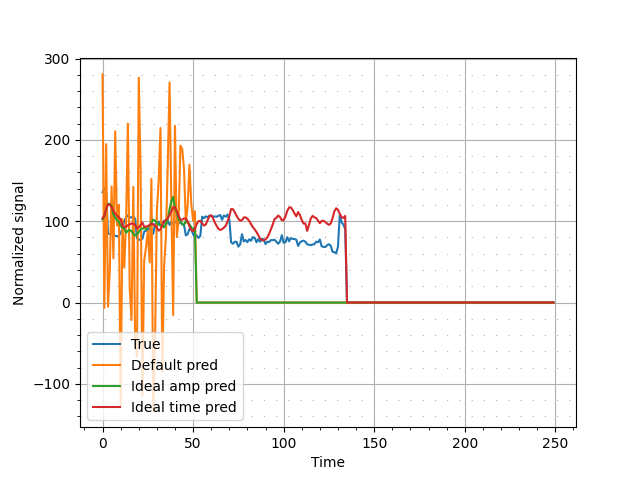 300
200
100
0
−100
Normalized signal
True
Default pred
Ideal amp pred
Ideal time pred
0 50 100 150 200 250
Time